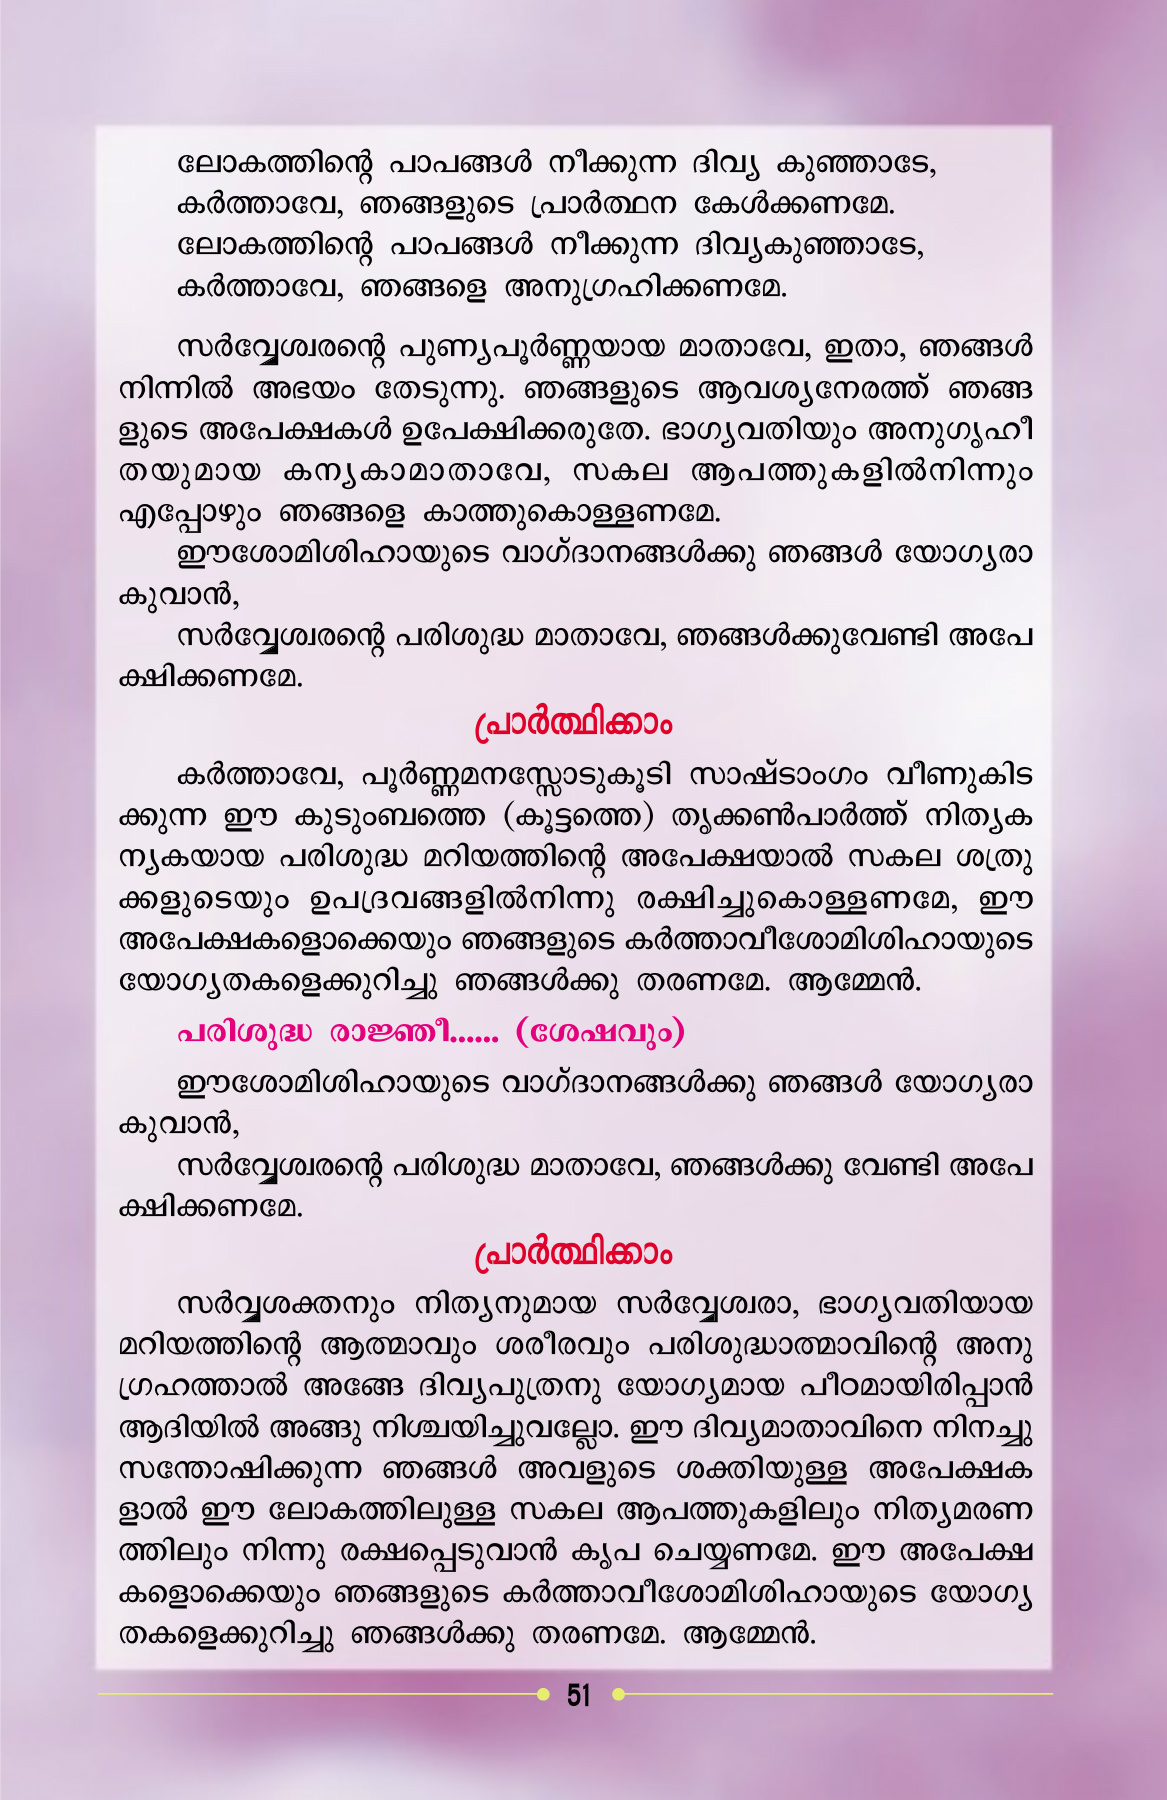 ലോകത്തിന്റെ പാപങ്ങൾ നീക്കുന്ന ദിവ്യ കുഞ്ഞാടേ,
കർത്താവേ, ഞങ്ങളുടെ പ്രാർത്ഥന കേൾക്കണമേ.
ലോകത്തിന്റെ പാപങ്ങൾ നീക്കുന്ന ദിവ്യകുഞ്ഞാടേ,
കർത്താവേ, ഞങ്ങളെ അനുഗ്രഹിക്കണമേ.
സർവ്വേശ്വരന്റെ പുണ്യപൂർണ്ണയായ മാതാവേ, ഇതാ, ഞങ്ങൾ
നിന്നിൽ അഭയം തേടുന്നു. ഞങ്ങളുടെ ആവശ്യനേരത്ത് ഞങ്ങ
ളുടെ അപേക്ഷകൾ ഉപേക്ഷിക്കരുതേ. ഭാഗ്യവതിയും അനുഗൃഹീ
തയുമായ കന്യകാമാതാവേ, സകല ആപത്തുകളിൽനിന്നും
എപ്പോഴും ഞങ്ങളെ കാത്തുകൊള്ളണമേ.
ഈശോമിശിഹായുടെ വാഗ്ദാനങ്ങൾക്കു ഞങ്ങൾ യോഗ്യരാ
കുവാൻ,
സർവ്വേശ്വരന്റെ പരിശുദ്ധ മാതാവേ, ഞങ്ങൾക്കുവേണ്ടി അപേ
ക്ഷിക്കണമേ.
പ്രാർത്ഥിക്കാം
കർത്താവേ, പൂർണ്ണമനസ്സോടുകൂടി സാഷ്ടാംഗം വീണുകിട
ക്കുന്ന ഈ കുടുംബത്തെ (കൂട്ടത്തെ) തൃക്കൺപാർത്ത് നിത്യക
ന്യകയായ പരിശുദ്ധ മറിയത്തിന്റെ അപേക്ഷയാൽ സകല ശത്രു
ക്കളുടെയും ഉപദ്രവങ്ങളിൽനിന്നു രക്ഷിച്ചുകൊള്ളണമേ, ഈ
അപേക്ഷകളൊക്കെയും ഞങ്ങളുടെ കർത്താവീശോമിശിഹായുടെ
യോഗ്യതകളെക്കുറിച്ചു ഞങ്ങൾക്കു തരണമേ. ആമ്മേൻ.
പരിശുദ്ധ രാജ്ഞീ...... (ശേഷവും)
ഈശോമിശിഹായുടെ വാഗ്ദാനങ്ങൾക്കു ഞങ്ങൾ യോഗ്യരാ
കുവാൻ,
സർവ്വേശ്വരന്റെ പരിശുദ്ധ മാതാവേ, ഞങ്ങൾക്കു വേണ്ടി അപേ
ക്ഷിക്കണമേ.
പ്രാർത്ഥിക്കാം
സർവ്വശക്തനും നിത്യനുമായ സർവ്വേശ്വരാ, ഭാഗ്യവതിയായ
മറിയത്തിന്റെ ആത്മാവും ശരീരവും പരിശുദ്ധാത്മാവിന്റെ അനു
ഗ്രഹത്താൽ അങ്ങേ ദിവ്യപുത്രനു യോഗ്യമായ പീഠമായിരിപ്പാൻ
ആദിയിൽ അങ്ങു നിശ്ചയിച്ചുവല്ലോ. ഈ ദിവ്യമാതാവിനെ നിനച്ചു
സന്തോഷിക്കുന്ന ഞങ്ങൾ അവളുടെ ശക്തിയുള്ള അപേക്ഷക
ളാൽ ഈ ലോകത്തിലുള്ള സകല ആപത്തുകളിലും നിത്യമരണ
ത്തിലും നിന്നു രക്ഷപ്പെടുവാൻ കൃപ ചെയ്യണമേ. ഈ അപേക്ഷ
കളൊക്കെയും ഞങ്ങളുടെ കർത്താവീശോമിശിഹായുടെ യോഗ്യ
തകളെക്കുറിച്ചു ഞങ്ങൾക്കു തരണമേ. ആമ്മേൻ.
51